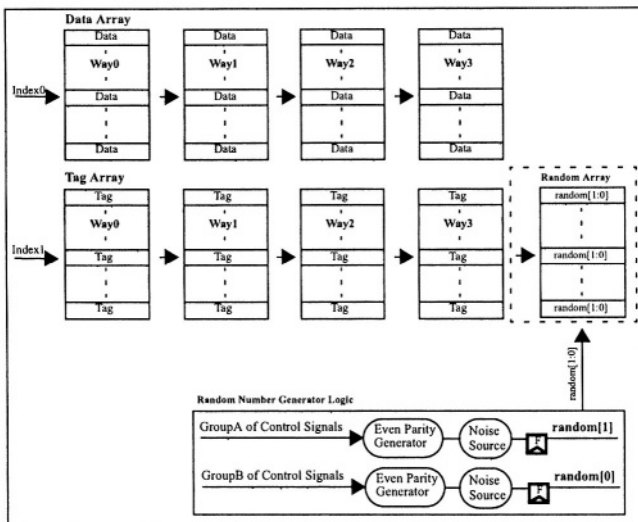 Data Array
Data Data Data Data
Way0 Way1 Way2 Way3
Index0
Data Data Data Data
Data Data Data Data
Tag Array
Random Array
Tag Tag Tag Tag
random[1:0]
Way0 Way1 Way2 Way3
Index1
Tag Tag Tag Tag
random[1:0]
Tag Tag Tag Tag
random[1:0]
random[1:0]
Random Number Generator Logic
GroupA of Control Signals
Even Parity
Generator
Noise
Source
F
random[1]
GroupB of Control Signals
Even Parity
Generator
Noise
Source
F
random[0]